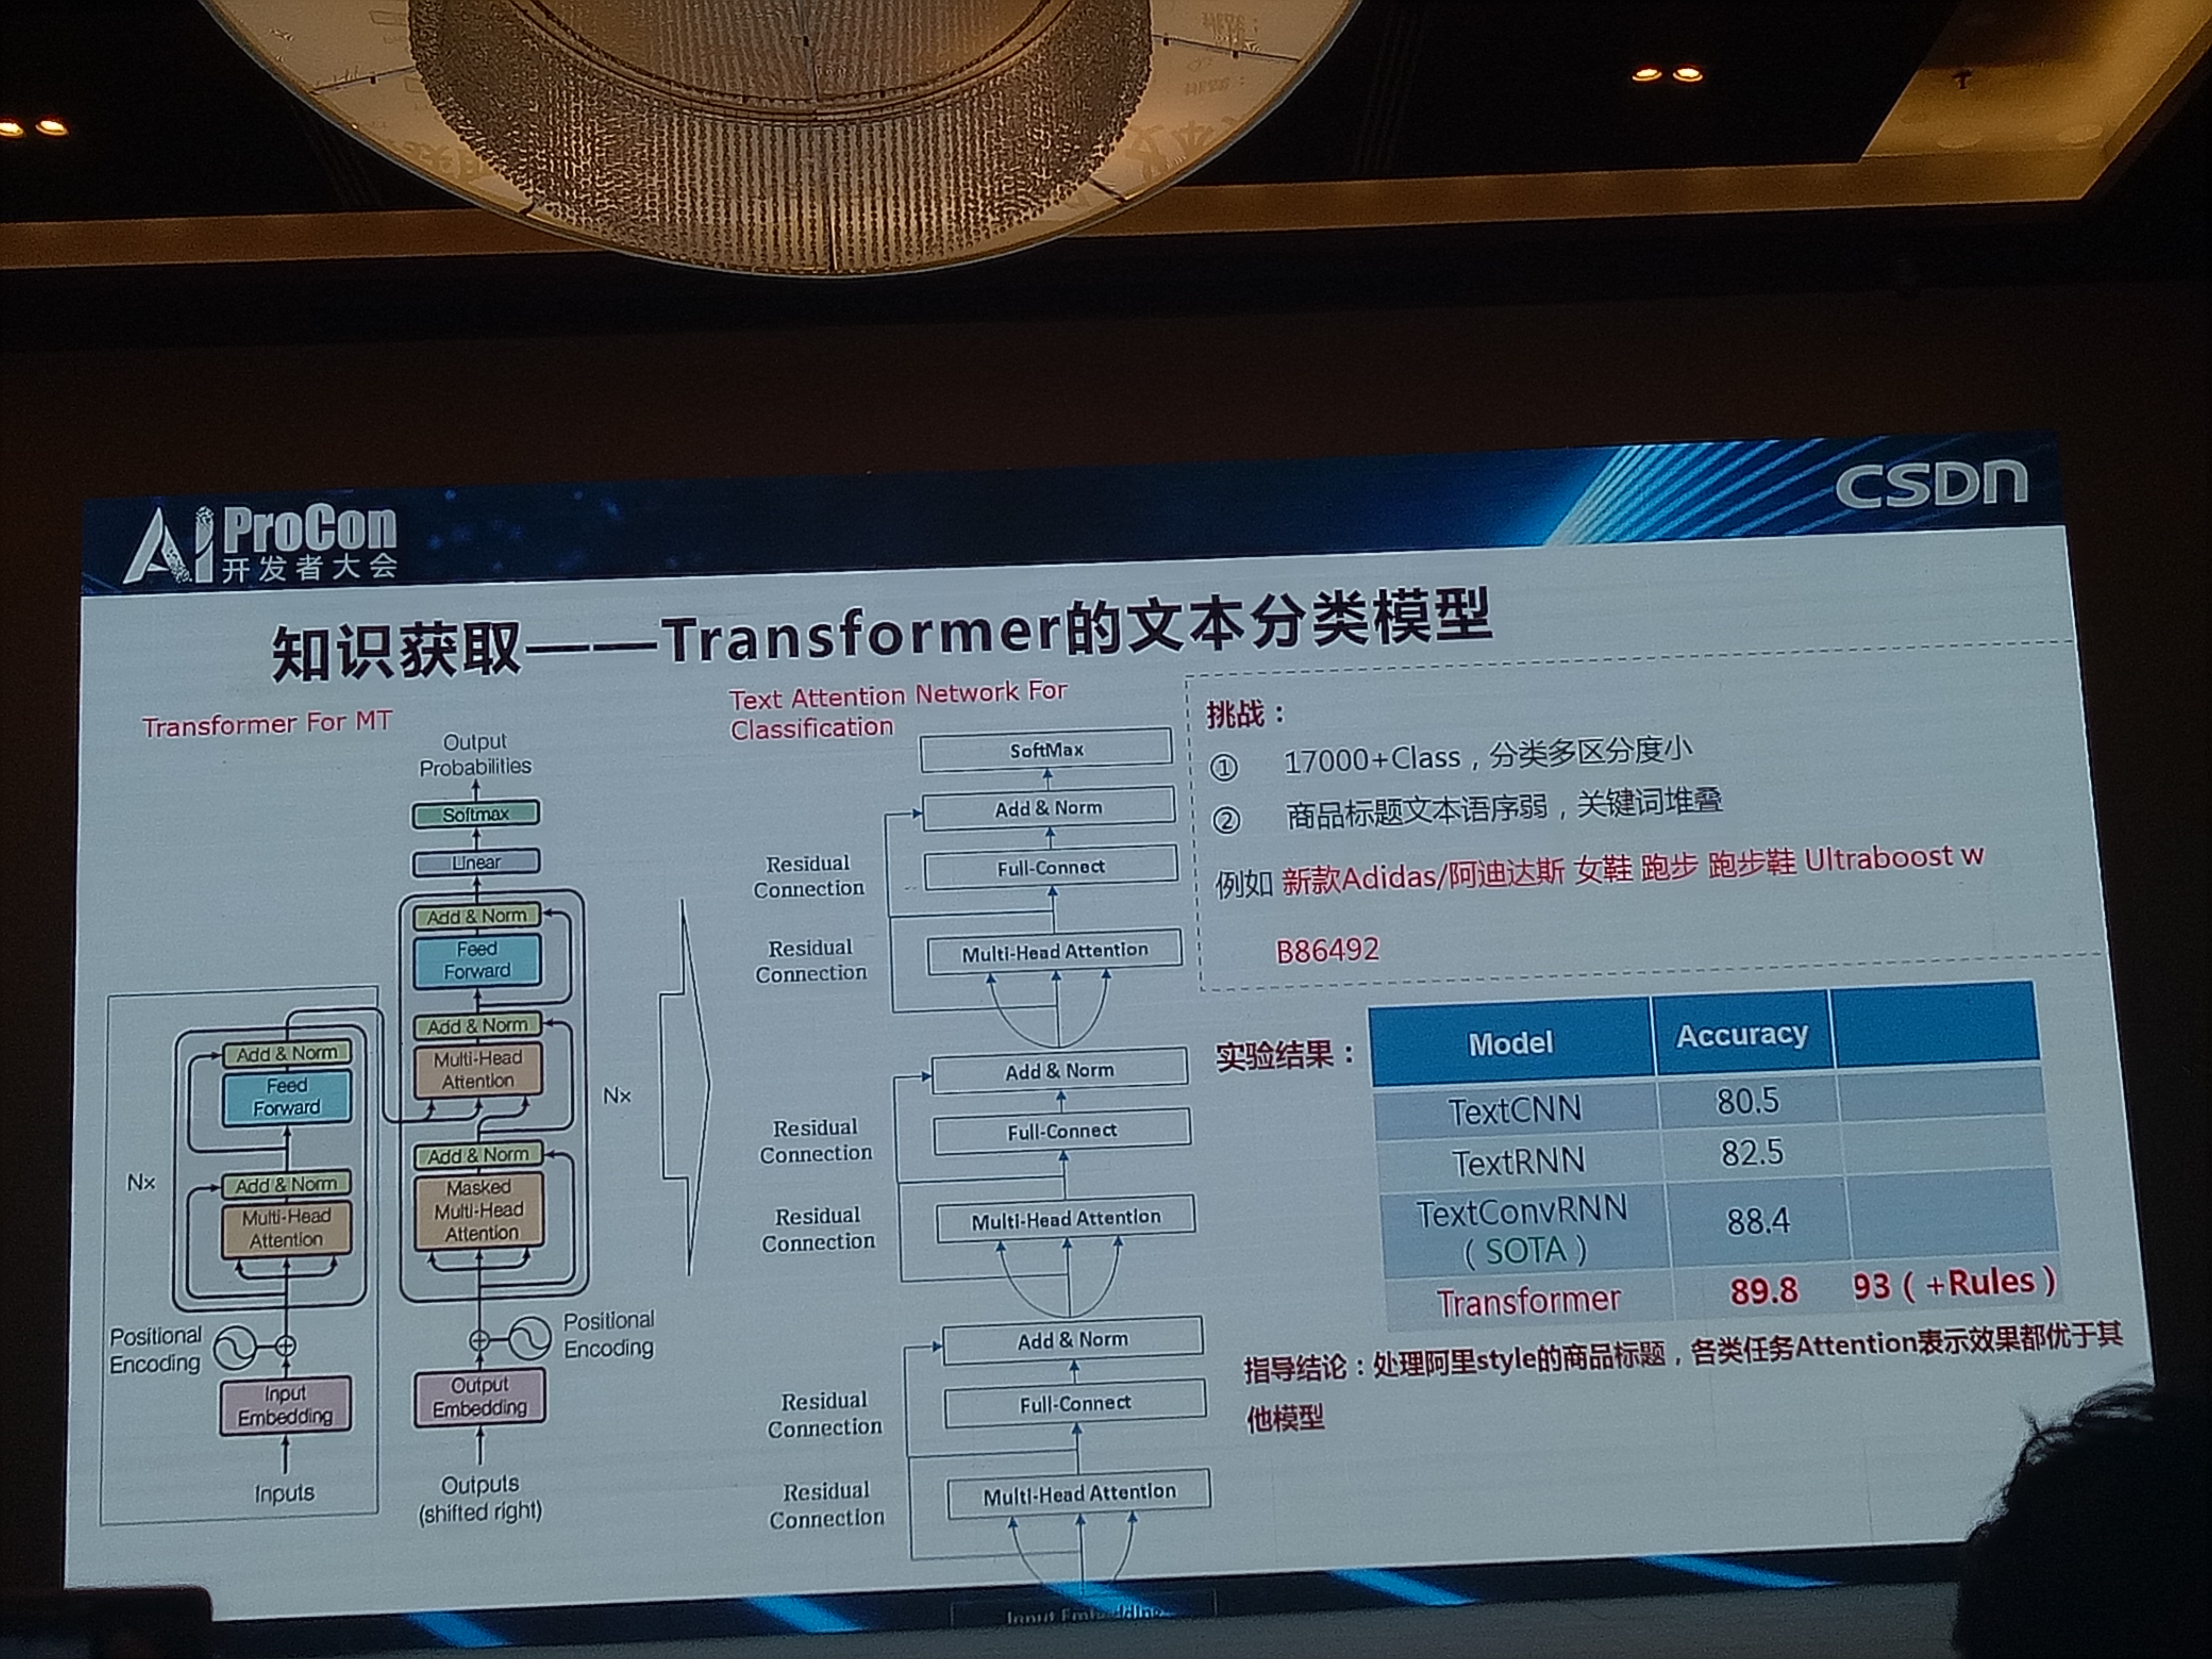 Ai ProCon
开发者大会
CSDN
知识获取——Transformer的文本分类模型
Transformer For MT
Output
Probabilities
Softmax
Linear
Add & Norm
Feed
Forward
Add & Norm
Multi-Head
Attention
Nx
Add & Norm
Masked
Multi-Head
Attention
Positional
Encoding
Output
Embedding
Outputs
(shifted right)
Add & Norm
Feed
Forward
Nx
Add & Norm
Multi-Head
Attention
Positional
Encoding
Input
Embedding
Inputs
Text Attention Network For
Classification
SoftMax
Add & Norm
Residual
Connection
Full-Connect
Residual
Connection
Multi-Head Attention
Add & Norm
Residual
Connection
Full-Connect
Residual
Connection
Multi-Head Attention
Add & Norm
Residual
Connection
Full-Connect
Residual
Connection
Multi-Head Attention
Input Embedding
挑战：
① 17000+Class，分类多区分度小
② 商品标题文本语序弱，关键词堆叠
例如 新款Adidas/阿迪达斯 女鞋 跑步 跑步鞋 Ultraboost w
B86492
实验结果：
Model Accuracy
TextCNN 80.5
TextRNN 82.5
TextConvRNN
（SOTA） 88.4
Transformer 89.8 93（+Rules）
指导结论：处理阿里style的商品标题，各类任务Attention表示效果都优于其
他模型